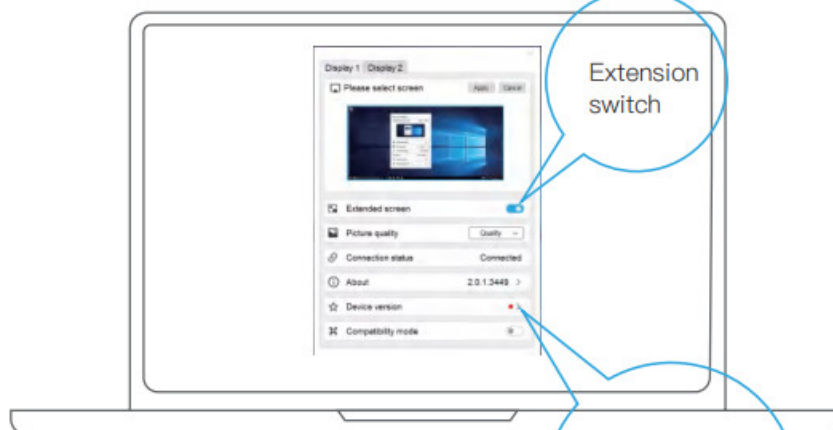 Display 1 Display 2
Please select screen Apply Cancel
Extension
switch
Extended screen
Picture quality Quality
Connection status Connected
About 2.0.1.3449 >
Device version
Compatibility mode